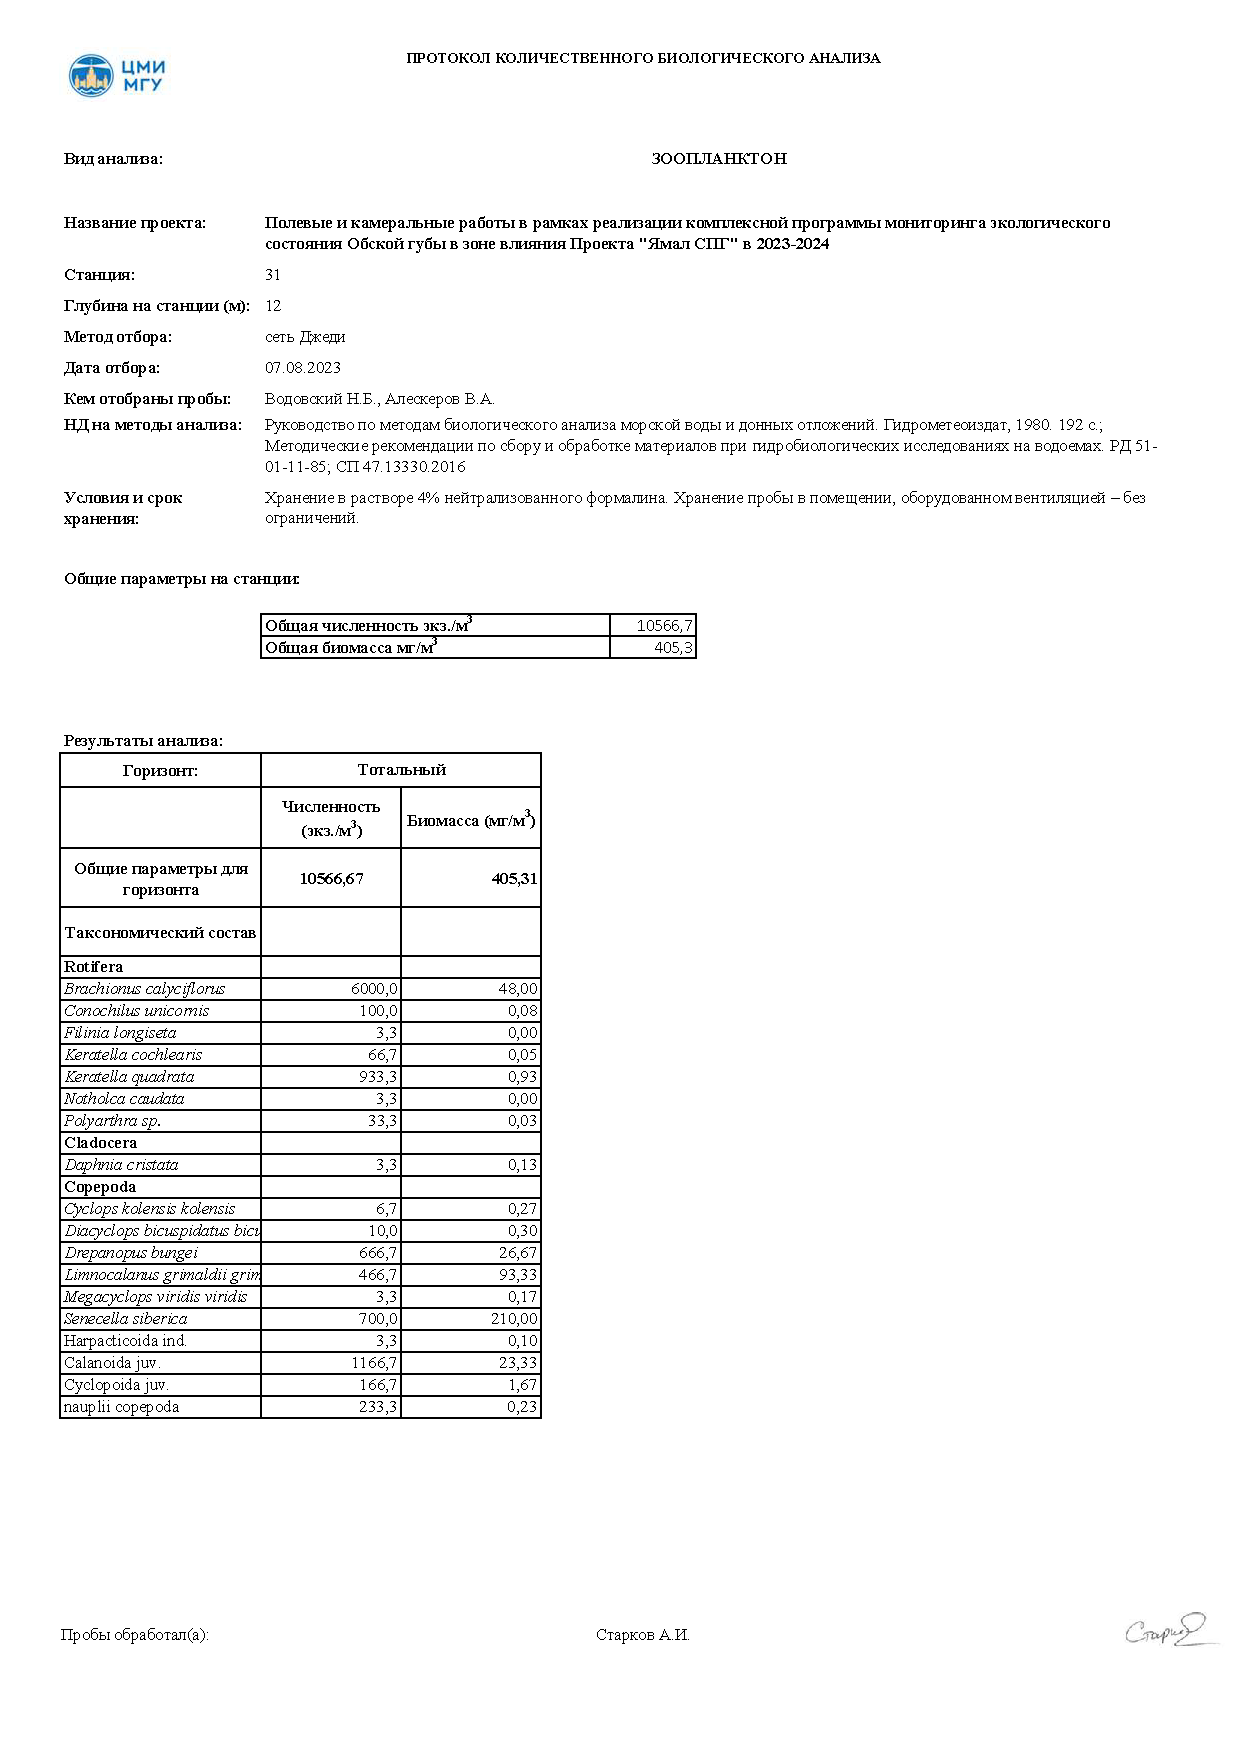 ЦМИ
МГУ
ПРОТОКОЛ КОЛИЧЕСТВЕННОГО БИОЛОГИЧЕСКОГО АНАЛИЗА
Вид анализа: ЗООПЛАНКТОН
Название проекта: Полевые и камеральные работы в рамках реализации комплексной программы мониторинга экологического
состояния Обской губы в зоне влияния Проекта "Ямал СПГ" в 2023-2024
Станция: 31
Глубина на станции (м): 12
Метод отбора: сеть Джеди
Дата отбора: 07.08.2023
Кем отобраны пробы: Водовский Н.Б., Алескеров В.А.
НД на методы анализа: Руководство по методам биологического анализа морской воды и донных отложений. Гидрометеоиздат, 1980. 192 с.;
Методические рекомендации по сбору и обработке материалов при гидробиологических исследованиях на водоемах. РД 51-
01-11-85; СП 47.13330.2016
Условия и срок Хранение в растворе 4% нейтрализованного формалина. Хранение пробы в помещении, оборудованном вентиляцией – без
хранения: ограничений.
Общие параметры на станции:
Общая численность экз./м3 10566,7
Общая биомасса мг/м3 405,3
Результаты анализа:
Горизонт: Тотальный
Численность
(экз./м3) Биомасса (мг/м3)
Общие параметры для
горизонта 10566,67 405,31
Таксономический состав
Rotifera
Brachionus calyciflorus 6000,0 48,00
Conochilus unicornis 100,0 0,08
Filinia longiseta 3,3 0,00
Keratella cochlearis 66,7 0,05
Keratella quadrata 933,3 0,93
Notholca caudata 3,3 0,00
Polyarthra sp. 33,3 0,03
Cladocera
Daphnia cristata 3,3 0,13
Copepoda
Cyclops kolensis kolensis 6,7 0,27
Diacyclops bicuspidatus bicu 10,0 0,30
Drepanopus bungei 666,7 26,67
Limnocalanus grimaldii grim 466,7 93,33
Megacyclops viridis viridis 3,3 0,17
Senecella siberica 700,0 210,00
Harpacticoida ind. 3,3 0,10
Calanoida juv. 1166,7 23,33
Cyclopoida juv. 166,7 1,67
nauplii copepoda 233,3 0,23
Пробы обработал(а): Старков А.И.